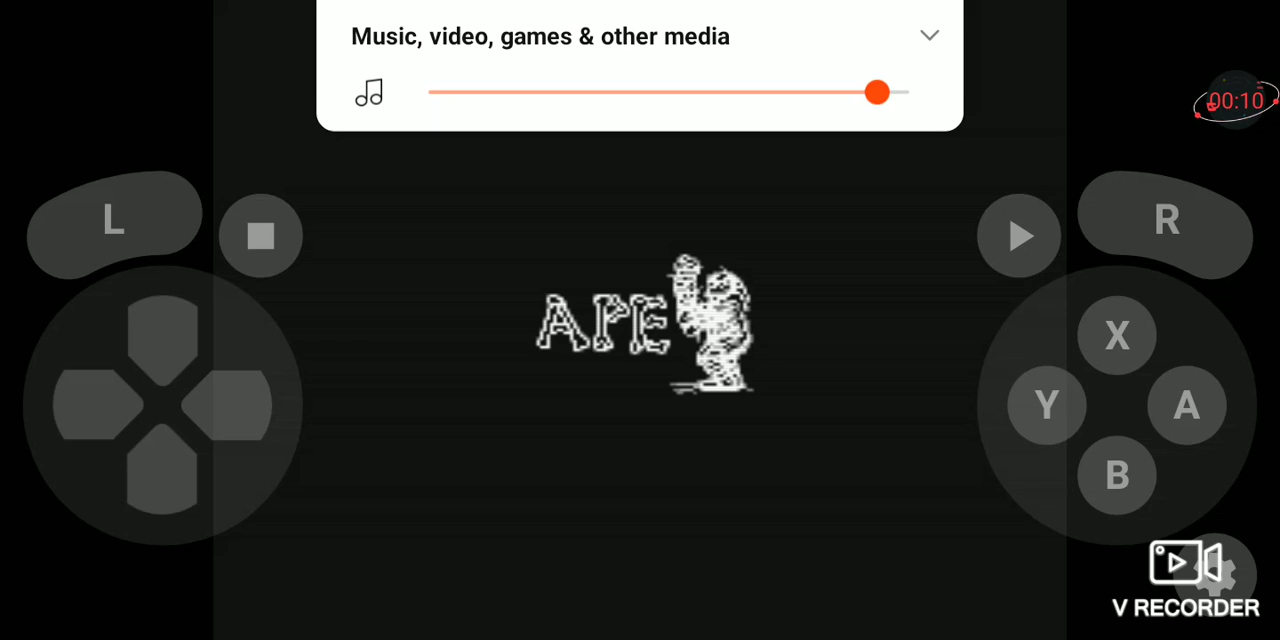 Music, video, games & other media
00:10
L
R
X
Y
A
B
APE
V RECORDER